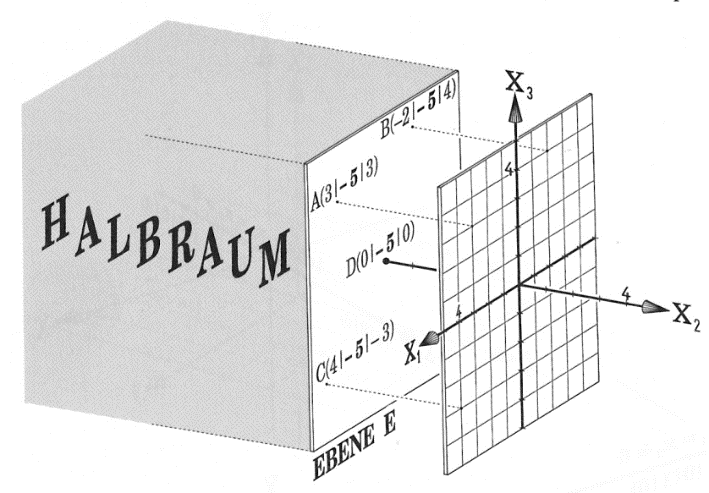 X₃
B(–2|–5|4)
4
A(3|–5|3)
HALBRAUM
D(0|–5|0)
4
4
X₂
X₁
C(4|–5|–3)
EBENE E